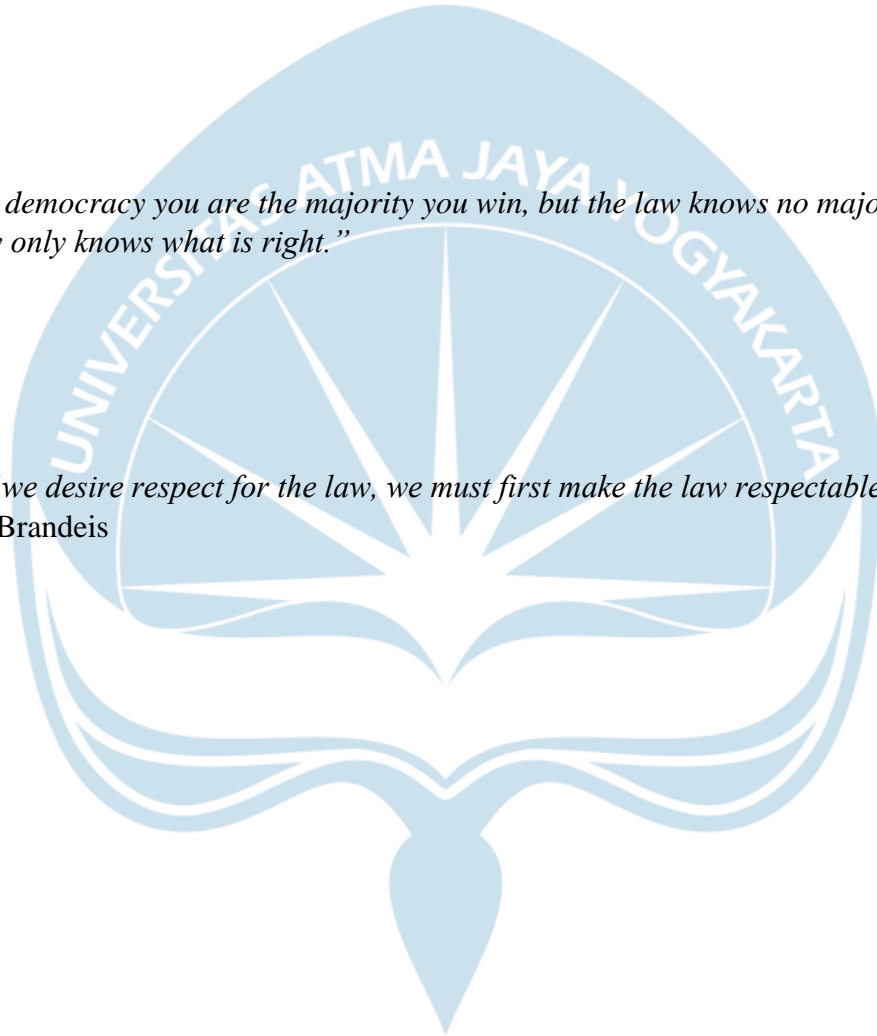 UNIVERSITAS ATMA JAYA YOGYAKARTA
democracy you are the majority you win, but the law knows no
only knows what is right.”
we desire respect for the law, we must first make the law respectable
Brandeis